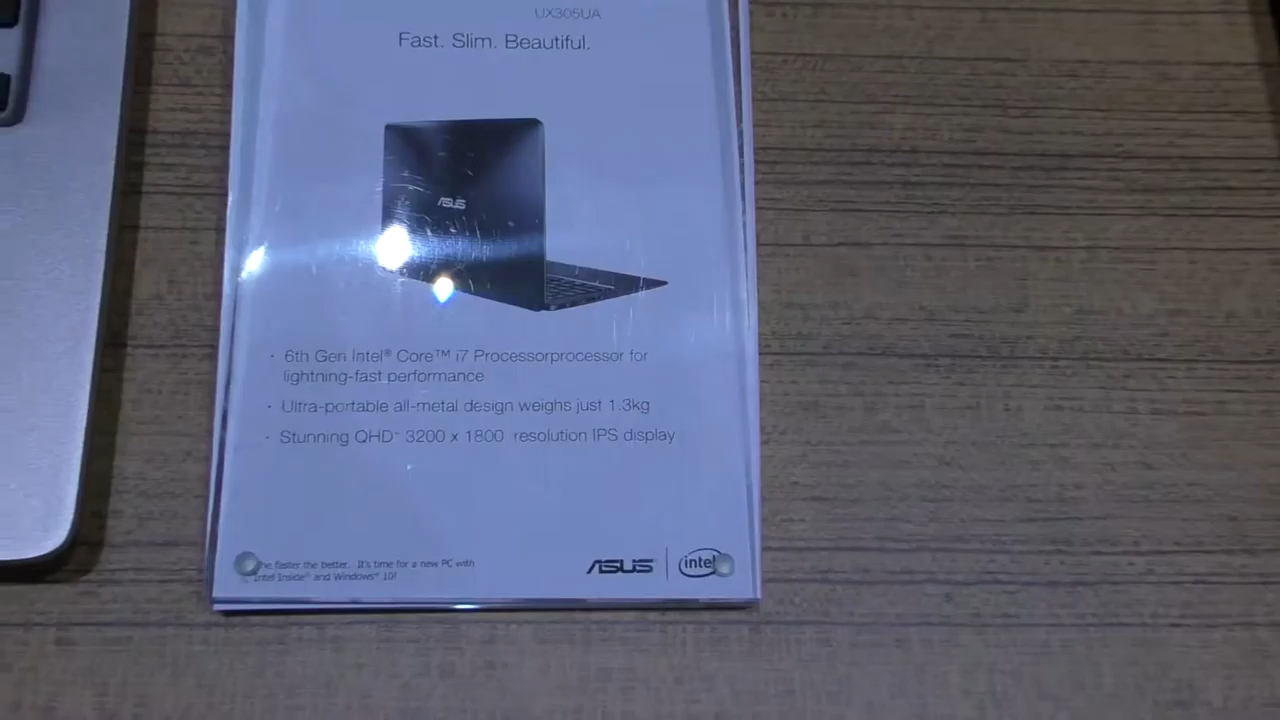 UX305UA
Fast. Slim. Beautiful.
ASUS
· 6th Gen Intel® Core™ i7 Processorprocessor for
lightning-fast performance
· Ultra-portable all-metal design weighs just 1.3kg
· Stunning QHD+ 3200 x 1800 resolution IPS display
he faster the better. It's time for a new PC with
Intel Inside® and Windows® 10!
ASUS
intel